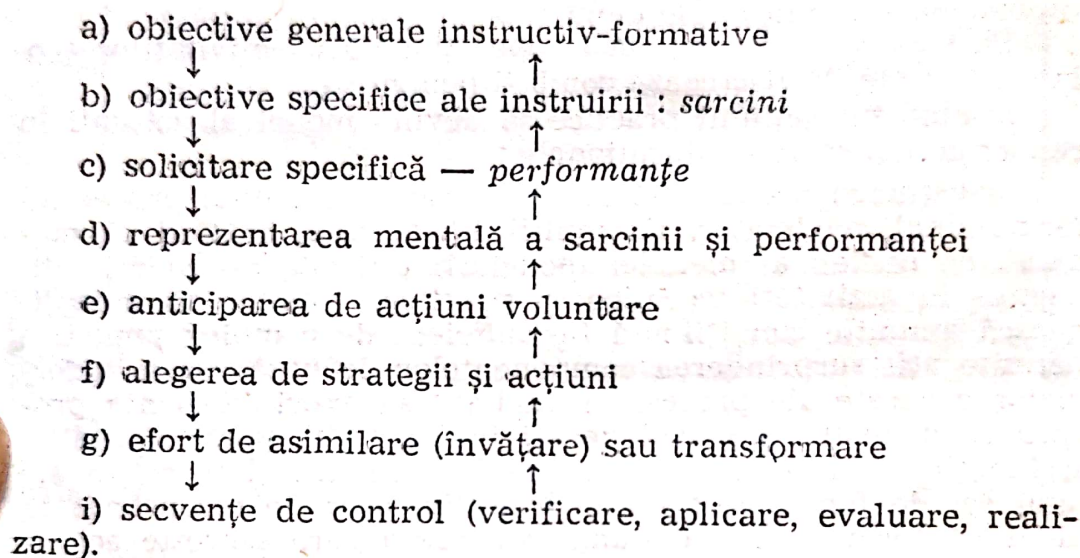 a) obiective generale instructiv-formative
↓ ↑
b) obiective specifice ale instruirii : sarcini
↓ ↑
c) solicitare specifică — performanțe
↓ ↑
d) reprezentarea mentală a sarcinii și performanței
↓ ↑
e) anticiparea de acțiuni voluntare
↓ ↑
f) alegerea de strategii și acțiuni
↓ ↑
g) efort de asimilare (învățare) sau transformare
↓ ↑
i) secvențe de control (verificare, aplicare, evaluare, reali-
zare).